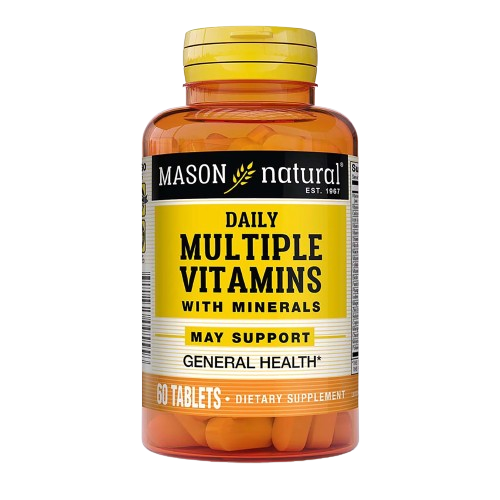 MASON natural®
EST. 1967
DAILY
MULTIPLE
VITAMINS
WITH MINERALS
MAY SUPPORT
GENERAL HEALTH*
60 TABLETS • DIETARY SUPPLEMENT